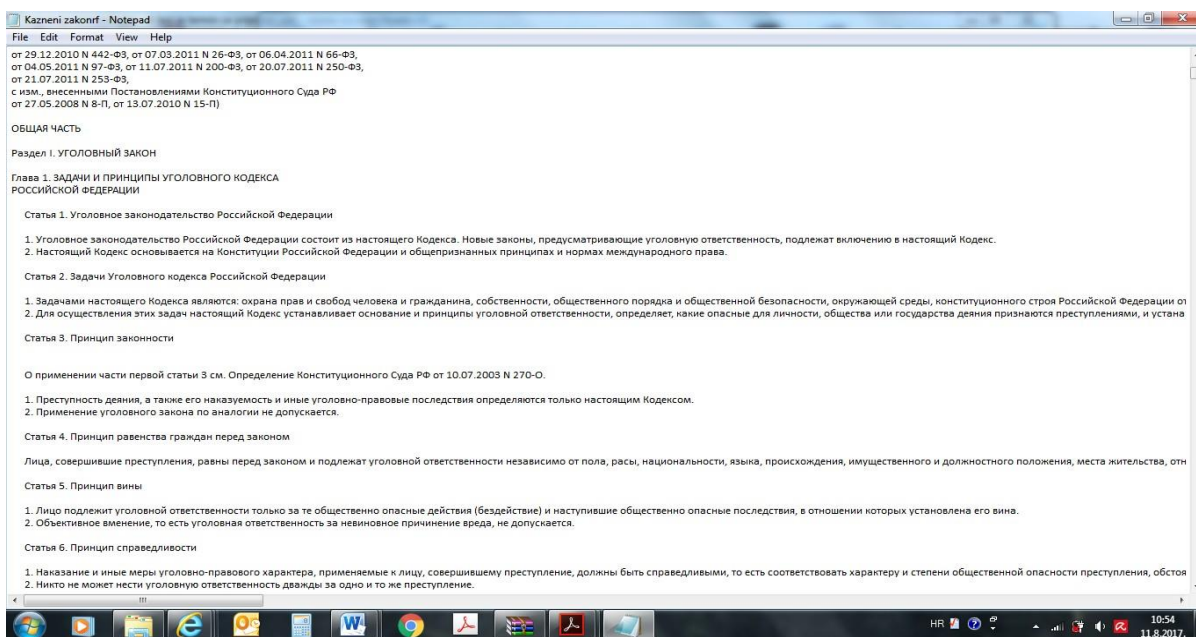 Kazneni zakonrf - Notepad
File Edit Format View Help
от 29.12.2010 N 442-ФЗ, от 07.03.2011 N 26-ФЗ, от 06.04.2011 N 66-ФЗ,
от 04.05.2011 N 97-ФЗ, от 11.07.2011 N 200-ФЗ, от 20.07.2011 N 250-ФЗ,
от 21.07.2011 N 253-ФЗ,
с изм., внесенными Постановлениями Конституционного Суда РФ
от 27.05.2008 N 8-П, от 13.07.2010 N 15-П)
ОБЩАЯ ЧАСТЬ
Раздел I. УГОЛОВНЫЙ ЗАКОН
Глава 1. ЗАДАЧИ И ПРИНЦИПЫ УГОЛОВНОГО КОДЕКСА
РОССИЙСКОЙ ФЕДЕРАЦИИ
Статья 1. Уголовное законодательство Российской Федерации
1. Уголовное законодательство Российской Федерации состоит из настоящего Кодекса. Новые законы, предусматривающие уголовную ответственность, подлежат включению в настоящий Кодекс.
2. Настоящий Кодекс основывается на Конституции Российской Федерации и общепризнанных принципах и нормах международного права.
Статья 2. Задачи Уголовного кодекса Российской Федерации
1. Задачами настоящего Кодекса являются: охрана прав и свобод человека и гражданина, собственности, общественного порядка и общественной безопасности, окружающей среды, конституционного строя Российской Федерации от
2. Для осуществления этих задач настоящий Кодекс устанавливает основание и принципы уголовной ответственности, определяет, какие опасные для личности, общества или государства деяния признаются преступлениями, и устана
Статья 3. Принцип законности
О применении части первой статьи 3 см. Определение Конституционного Суда РФ от 10.07.2003 N 270-О.
1. Преступность деяния, а также его наказуемость и иные уголовно-правовые последствия определяются только настоящим Кодексом.
2. Применение уголовного закона по аналогии не допускается.
Статья 4. Принцип равенства граждан перед законом
Лица, совершившие преступления, равны перед законом и подлежат уголовной ответственности независимо от пола, расы, национальности, языка, происхождения, имущественного и должностного положения, места жительства, отн
Статья 5. Принцип вины
1. Лицо подлежит уголовной ответственности только за те общественно опасные действия (бездействие) и наступившие общественно опасные последствия, в отношении которых установлена его вина.
2. Объективное вменение, то есть уголовная ответственность за невиновное причинение вреда, не допускается.
Статья 6. Принцип справедливости
1. Наказание и иные меры уголовно-правового характера, применяемые к лицу, совершившему преступление, должны быть справедливыми, то есть соответствовать характеру и степени общественной опасности преступления, обстоя
2. Никто не может нести уголовную ответственность дважды за одно и то же преступление.
HR
10:54
11.8.2017